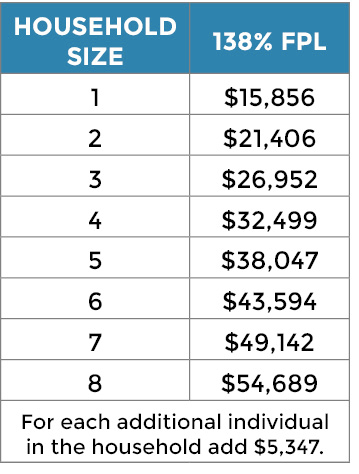 HOUSEHOLD SIZE 138% FPL
1 $15,856
2 $21,406
3 $26,952
4 $32,499
5 $38,047
6 $43,594
7 $49,142
8 $54,689
For each additional individual
in the household add $5,347.